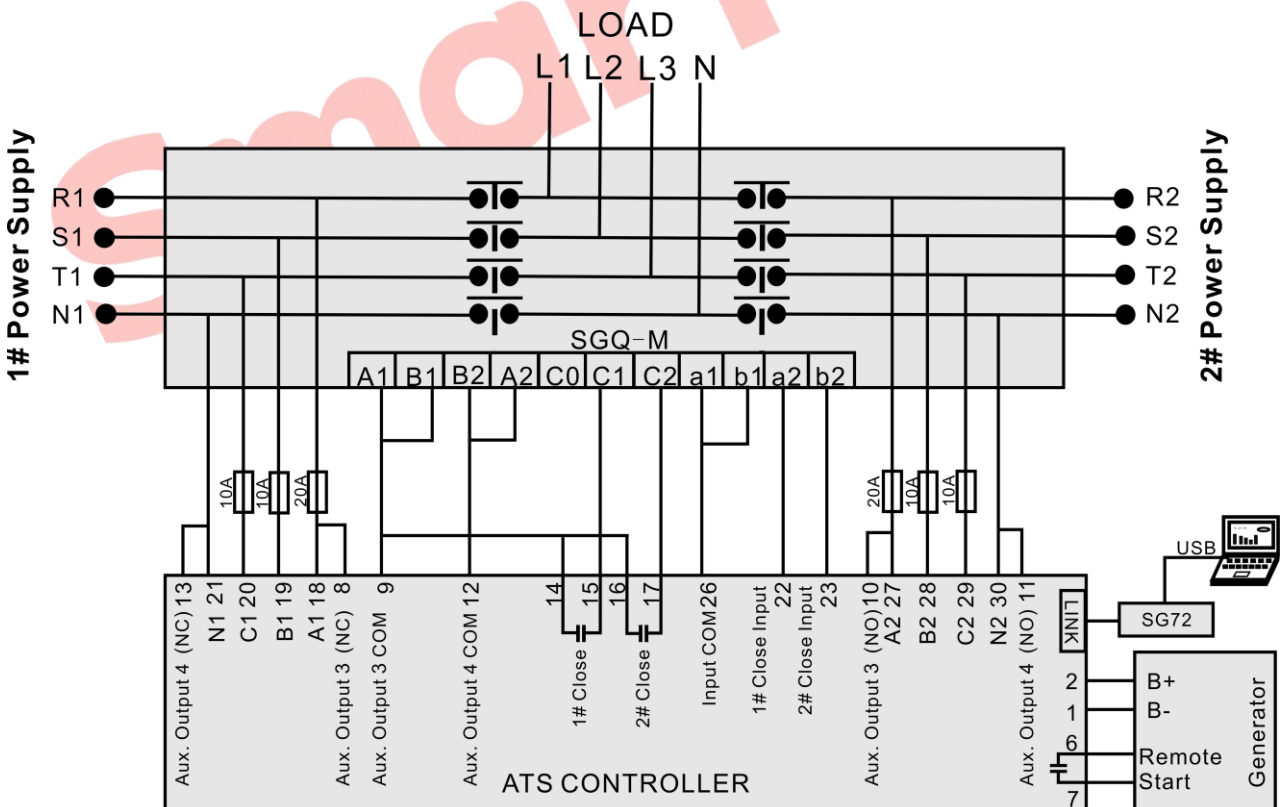 Smar
LOAD
L1 L2 L3 N
1# Power Supply
R1
S1
T1
N1
2# Power Supply
R2
S2
T2
N2
SGQ-M
A1 B1 B2 A2 C0 C1 C2 a1 b1 a2 b2
10A
10A
20A
20A
10A
10A
Aux. Output 4 (NC) 13
N1 21
C1 20
B1 19
A1 18
Aux. Output 3 (NC) 8
Aux. Output 3 COM 9
Aux. Output 4 COM 12
14
1# Close 15
16
2# Close 17
Input COM 26
1# Close Input 22
2# Close Input 23
Aux. Output 3 (NO) 10
A2 27
B2 28
C2 29
N2 30
Aux. Output 4 (NO) 11
LINK
USB
SG72
2
1
6
7
B+
B-
Remote
Start
Generator
ATS CONTROLLER